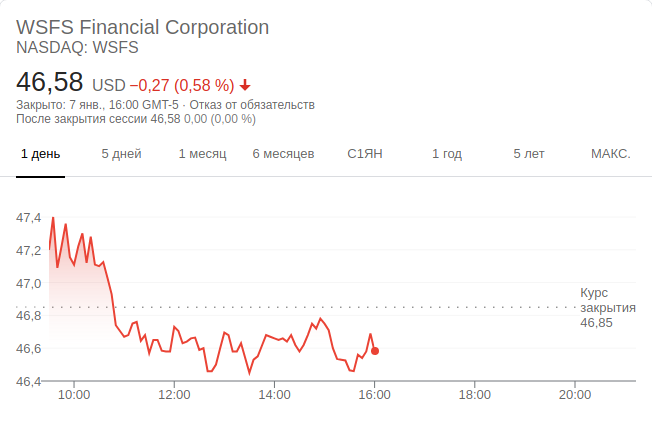 WSFS Financial Corporation
NASDAQ: WSFS
46,58 USD −0,27 (0,58 %)
Закрыто: 7 янв., 16:00 GMT-5 · Отказ от обязательств
После закрытия сессии 46,58 0,00 (0,00 %)
1 день 5 дней 1 месяц 6 месяцев С1ЯН 1 год 5 лет МАКС.
47,4
47,2
47,0
46,8
46,6
46,4
Курс
закрытия
46,85
10:00 12:00 14:00 16:00 18:00 20:00